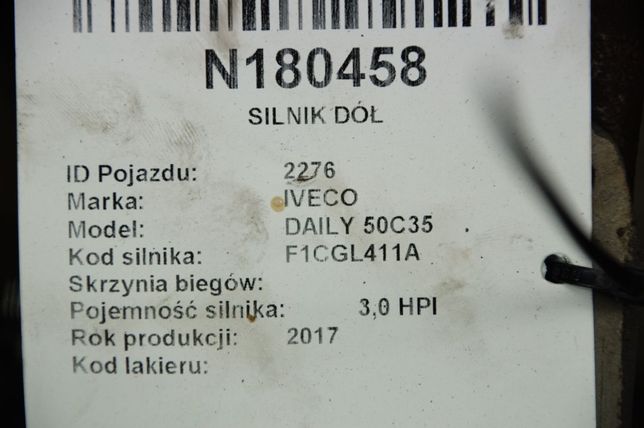 N180458
SILNIK DÓŁ
ID Pojazdu: 2276
Marka: IVECO
Model: DAILY 50C35
Kod silnika: F1CGL411A
Skrzynia biegów:
Pojemność silnika: 3,0 HPI
Rok produkcji: 2017
Kod lakieru: